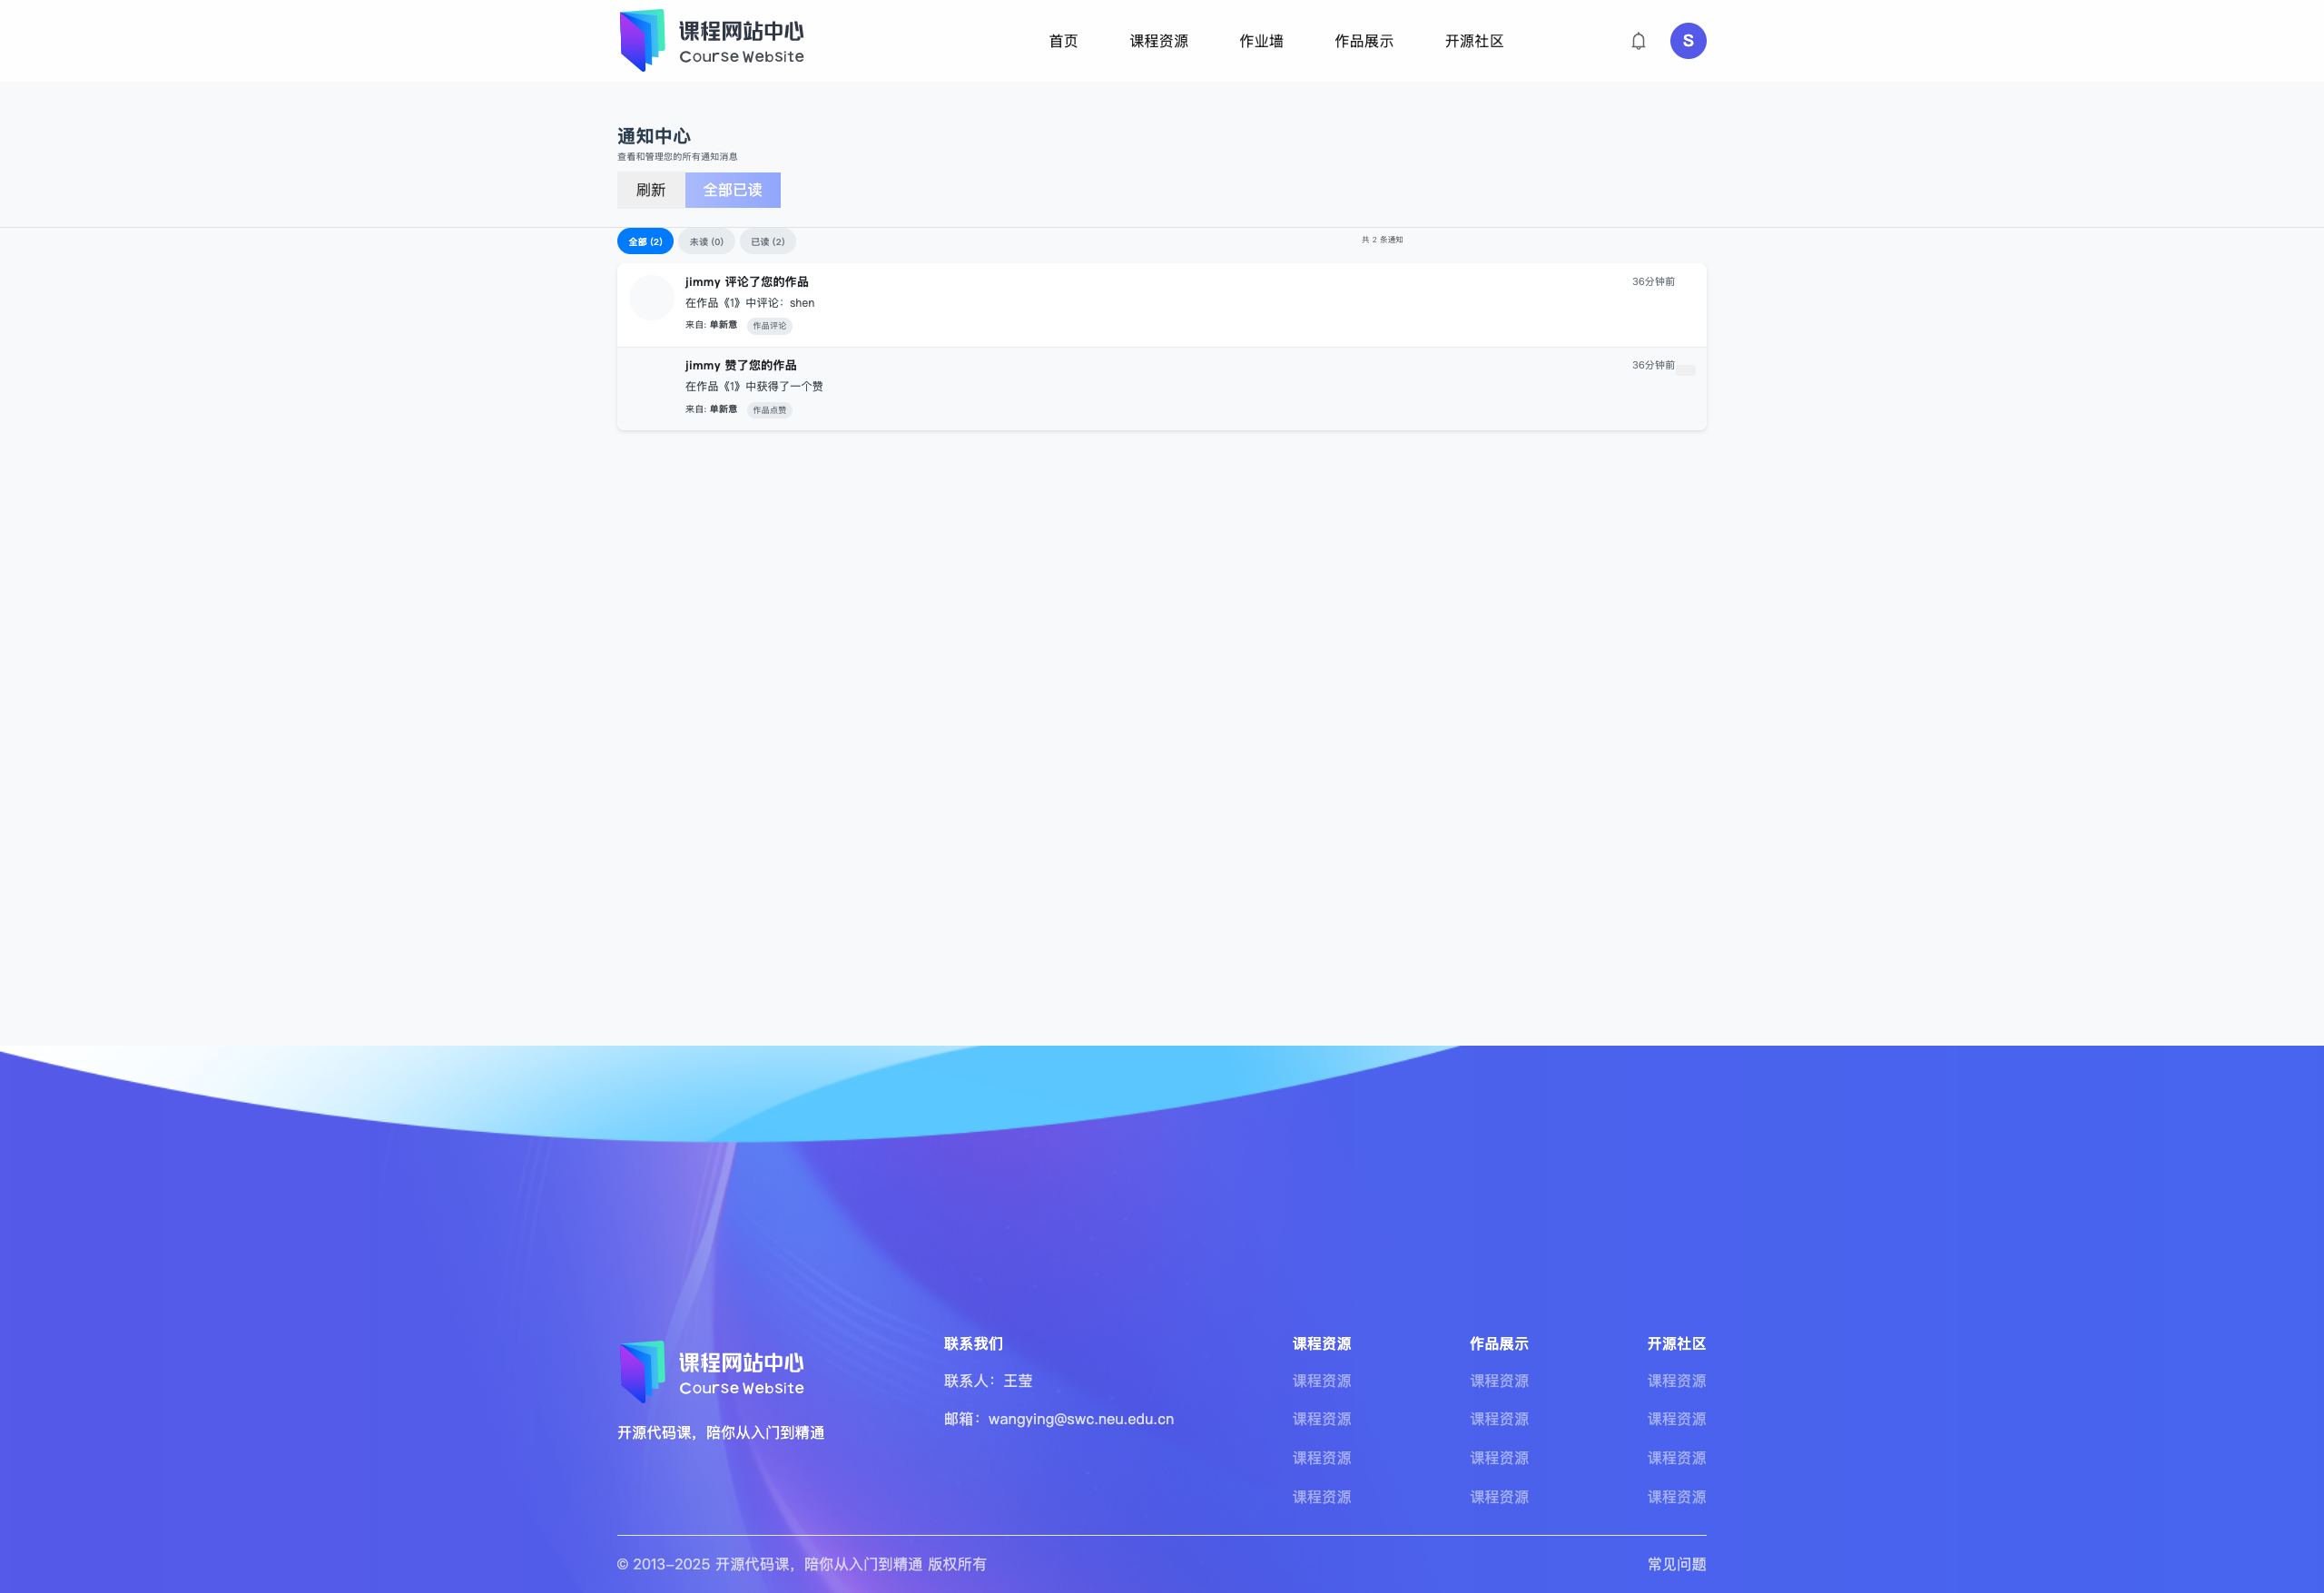 课程网站中心
Course Website
首页 课程资源 作业墙 作品展示 开源社区
S
通知中心
查看和管理您的所有通知消息
刷新 全部已读
全部 (2) 未读 (0) 已读 (2) 共 2 条通知
jimmy 评论了您的作品 36分钟前
在作品《1》中评论：shen
来自: 单新意 作品评论
jimmy 赞了您的作品 36分钟前
在作品《1》中获得了一个赞
来自: 单新意 作品点赞
课程网站中心
Course Website
开源代码课，陪你从入门到精通
联系我们
联系人：王莹
邮箱：wangying@swc.neu.edu.cn
课程资源
课程资源
课程资源
课程资源
课程资源
作品展示
课程资源
课程资源
课程资源
课程资源
开源社区
课程资源
课程资源
课程资源
课程资源
© 2013-2025 开源代码课，陪你从入门到精通 版权所有 常见问题